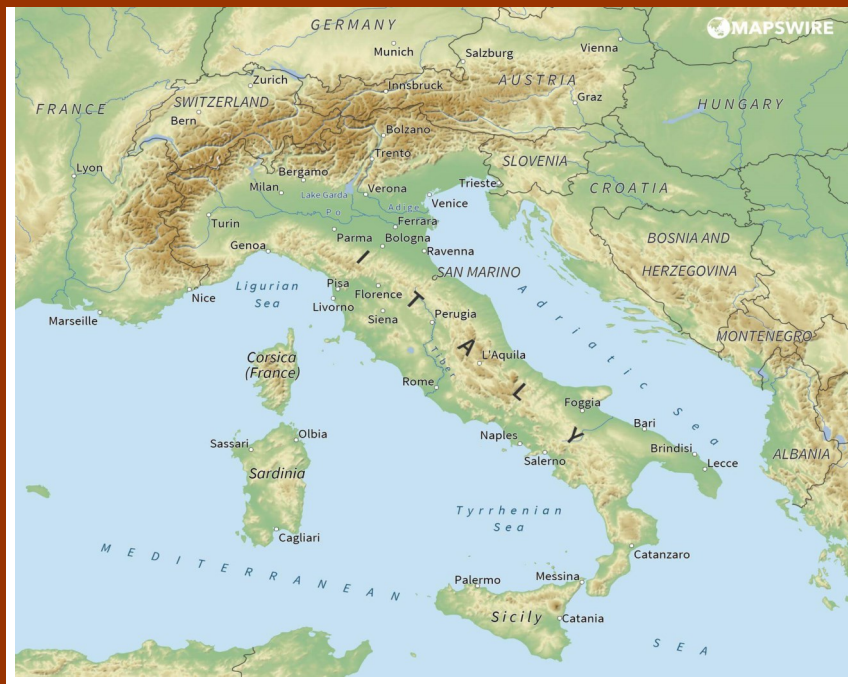 GERMANY
MAPSWIRE
Munich
Salzburg
Vienna
Zurich
Innsbruck
AUSTRIA
FRANCE
SWITZERLAND
Graz
HUNGARY
Bern
Bolzano
Trento
SLOVENIA
Lyon
Bergamo
Milan
Lake Garda
Verona
Trieste
CROATIA
Adige
Venice
Po
Turin
Ferrara
Parma
Bologna
Genoa
Ravenna
BOSNIA AND
HERZEGOVINA
SAN MARINO
Pisa
Ligurian
Sea
Florence
Nice
Livorno
Siena
Perugia
Marseille
ITALY
Adriatic Sea
MONTENEGRO
Tiber
L'Aquila
Corsica
(France)
Rome
Foggia
Bari
Naples
Olbia
Sassari
Brindisi
Salerno
Lecce
ALBANIA
Sardinia
Tyrrhenian
Sea
Cagliari
MEDITERRANEAN SEA
Catanzaro
Palermo
Messina
Sicily
Catania